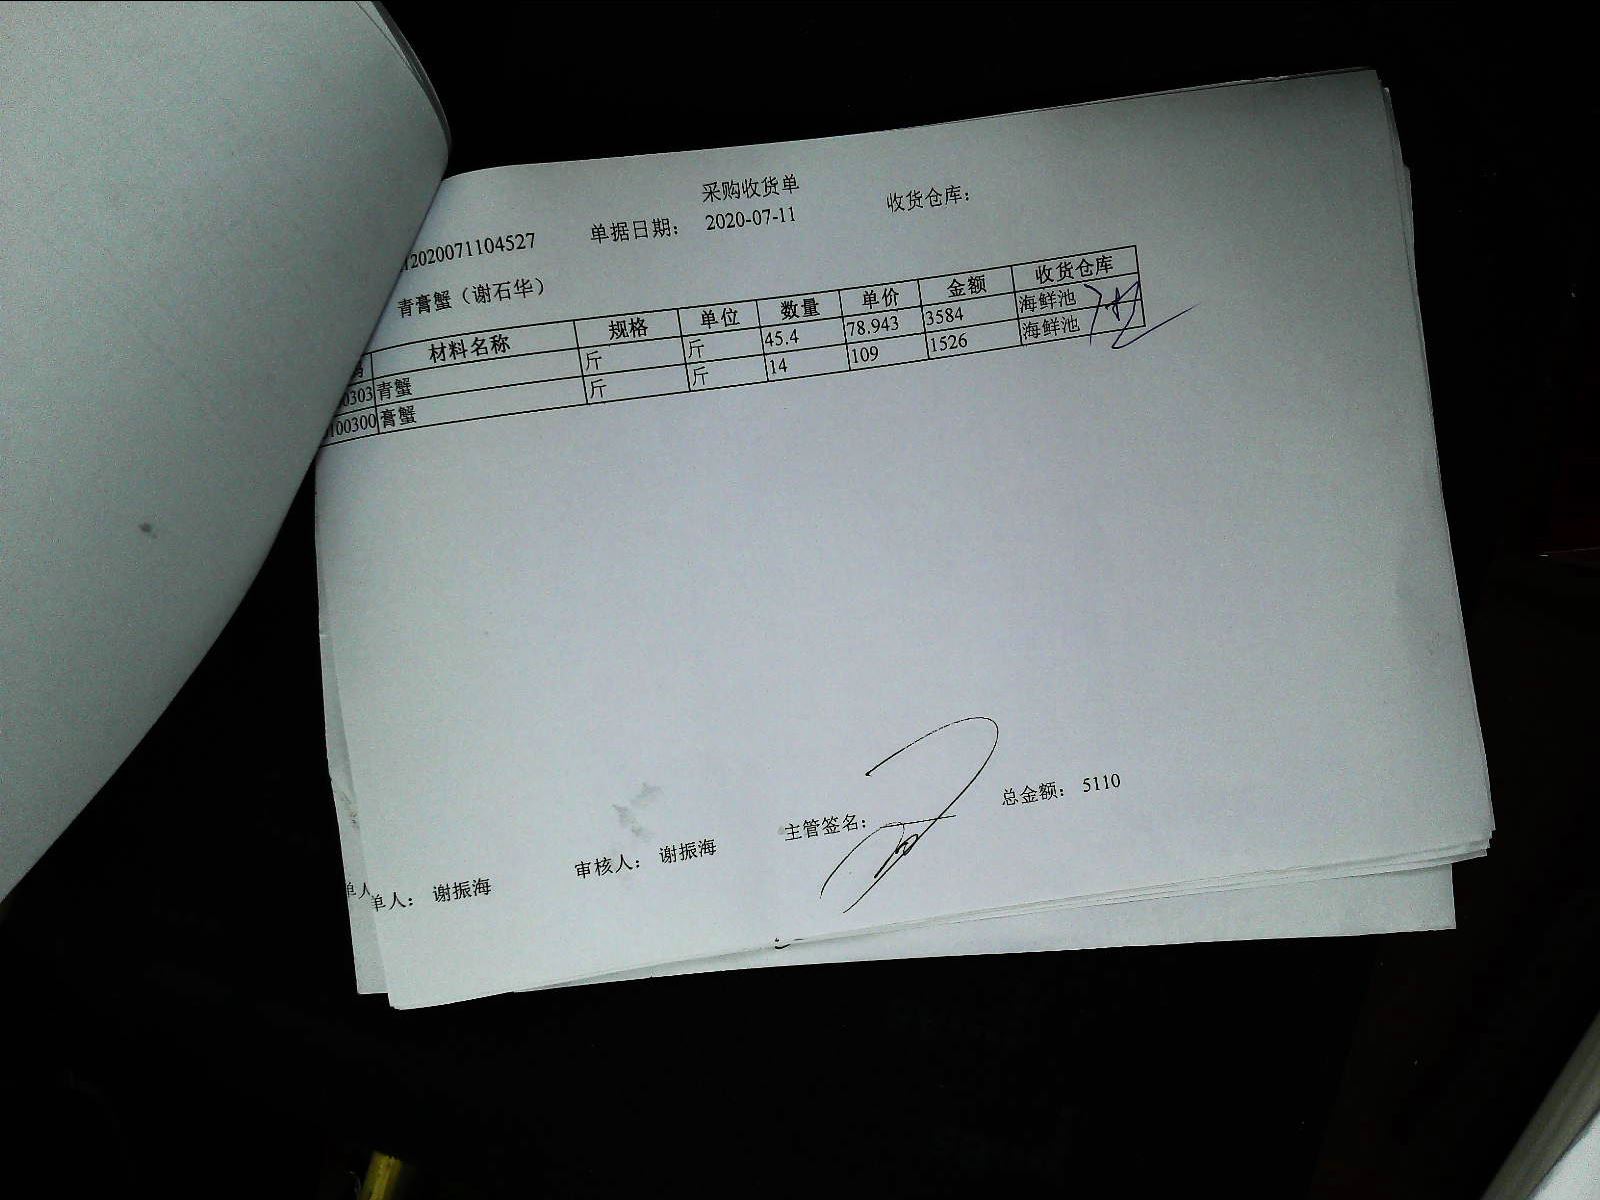 采购收货单
2020071104527 单据日期: 2020-07-11 收货仓库:
青膏蟹(谢石华)
材料名称 规格 单位 数量 单价 金额 收货仓库
0303 青蟹 斤 斤 45.4 78.943 3584 海鲜池
100300 膏蟹 斤 斤 14 109 1526 海鲜池
单人: 谢振海 审核人: 谢振海 主管签名: 总金额: 5110
单人